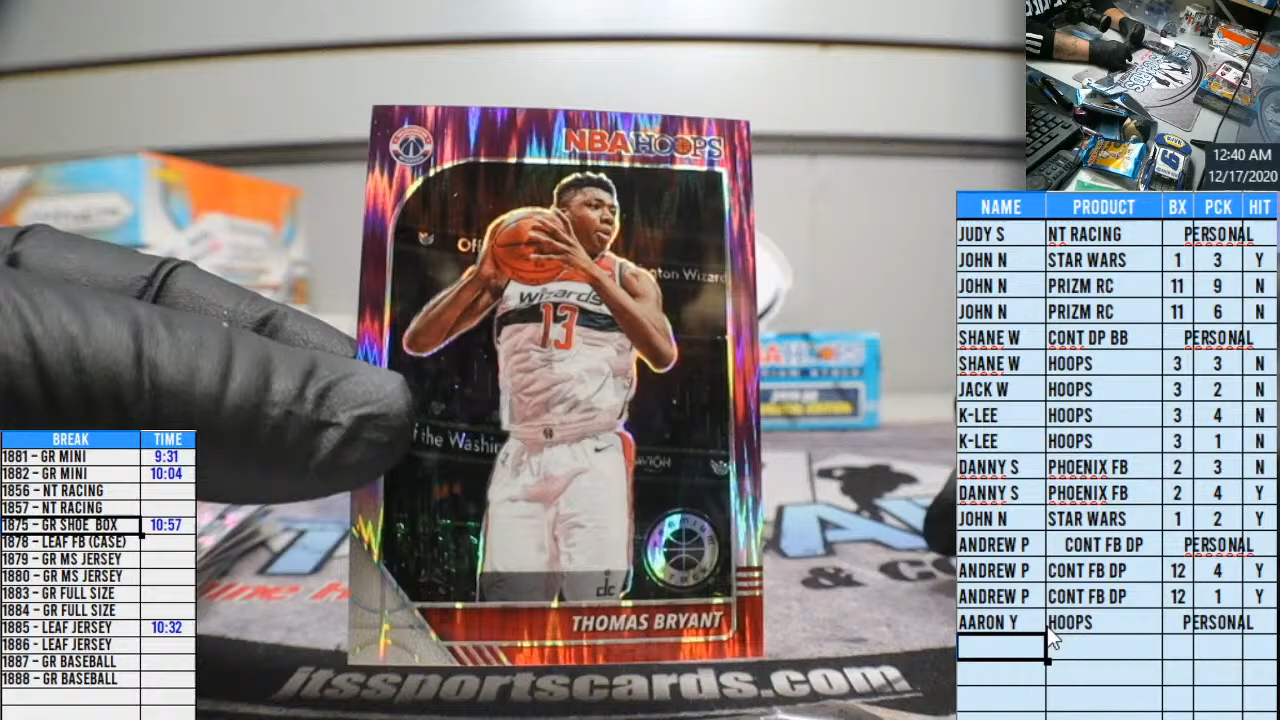 NBA HOOPS
Off
ngton Wizard
Wizards
13
f the Washin
THOMAS BRYANT
jtssportscards.com
& CO
12:40 AM
12/17/2020
BREAK TIME
1881 – GR MINI 9:31
1882 – GR MINI 10:04
1856 – NT RACING
1857 – NT RACING
1875 – GR SHOE BOX 10:57
1878 – LEAF FB (CASE)
1879 – GR MS JERSEY
1880 – GR MS JERSEY
1883 – GR FULL SIZE
1884 – GR FULL SIZE
1885 – LEAF JERSEY 10:32
1886 – LEAF JERSEY
1887 – GR BASEBALL
1888 – GR BASEBALL
NAME PRODUCT BX PCK HIT
JUDY S NT RACING PERSONAL
JOHN N STAR WARS 1 3 Y
JOHN N PRIZM RC 11 9 N
JOHN N PRIZM RC 11 6 N
SHANE W CONT DP BB PERSONAL
SHANE W HOOPS 3 3 N
JACK W HOOPS 3 2 N
K-LEE HOOPS 3 4 N
K-LEE HOOPS 3 1 N
DANNY S PHOENIX FB 2 3 N
DANNY S PHOENIX FB 2 4 Y
JOHN N STAR WARS 1 2 Y
ANDREW P CONT FB DP PERSONAL
ANDREW P CONT FB DP 12 4 Y
ANDREW P CONT FB DP 12 1 Y
AARON Y HOOPS PERSONAL